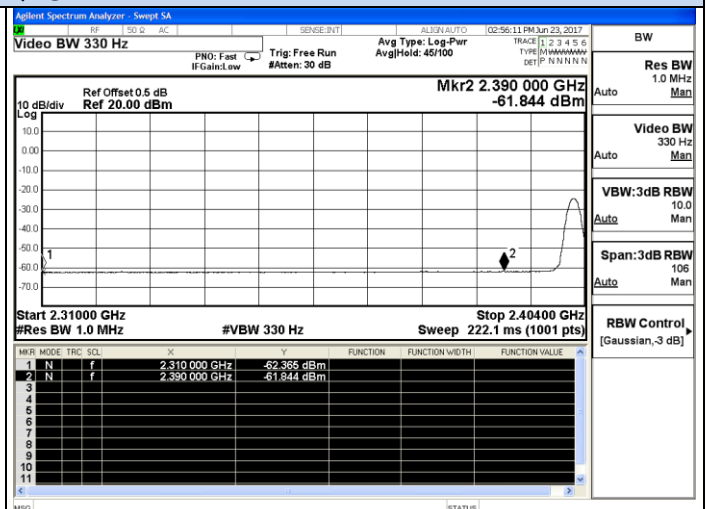 Agilent Spectrum Analyzer - Swept SA
RF 50 Ω AC SENSE:INT ALIGN AUTO 02:56:11 PM Jun 23, 2017
Video BW 330 Hz
PNO: Fast
IFGain:Low
Trig: Free Run
#Atten: 30 dB
Avg Type: Log-Pwr
Avg|Hold: 45/100
TRACE 1 2 3 4 5 6
TYPE M
DET P N N N N N
Ref Offset 0.5 dB
10 dB/div Ref 20.00 dBm
Log
Mkr2 2.390 000 GHz
-61.844 dBm
10.0
0.00
-10.0
-20.0
-30.0
-40.0
-50.0
-60.0
-70.0
1
2
Start 2.31000 GHz Stop 2.40400 GHz
#Res BW 1.0 MHz #VBW 330 Hz Sweep 222.1 ms (1001 pts)
MKR MODE TRC SCL X Y FUNCTION FUNCTION WIDTH FUNCTION VALUE
1 N f 2.310 000 GHz -62.365 dBm
2 N f 2.390 000 GHz -61.844 dBm
3
4
5
6
7
8
9
10
11
MSG STATUS
BW
Res BW
1.0 MHz
Auto Man
Video BW
330 Hz
Auto Man
VBW:3dB RBW
10.0
Auto Man
Span:3dB RBW
106
Auto Man
RBW Control
[Gaussian,-3 dB]